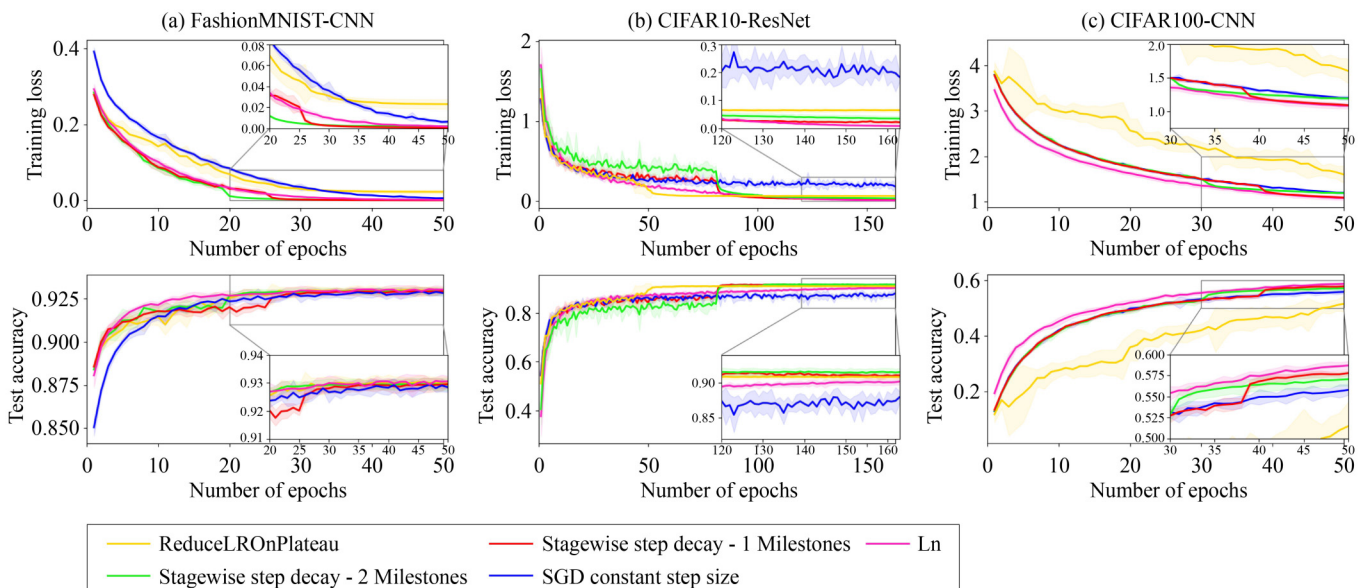 (a) FashionMNIST-CNN
(b) CIFAR10-ResNet
(c) CIFAR100-CNN
Training loss
0.4
0.2
0.0
0.08
0.06
0.04
0.02
0.00
20 25 30 35 40 45 50
0 10 20 30 40 50
Number of epochs
Training loss
2
1
0
0.3
0.2
0.1
0.0
120 130 140 150 160
0 50 100 150
Number of epochs
Training loss
4
3
2
1
2.0
1.5
1.0
30 35 40 45 50
0 10 20 30 40 50
Number of epochs
Test accuracy
0.925
0.900
0.875
0.850
0.94
0.93
0.92
0.91
20 25 30 35 40 45 50
0 10 20 30 40 50
Number of epochs
Test accuracy
0.8
0.6
0.4
0.90
0.85
120 130 140 150 160
0 50 100 150
Number of epochs
Test accuracy
0.6
0.4
0.2
0.600
0.575
0.550
0.525
0.500
30 35 40 45 50
0 10 20 30 40 50
Number of epochs
ReduceLROnPlateau
Stagewise step decay - 1 Milestones
Ln
Stagewise step decay - 2 Milestones
SGD constant step size